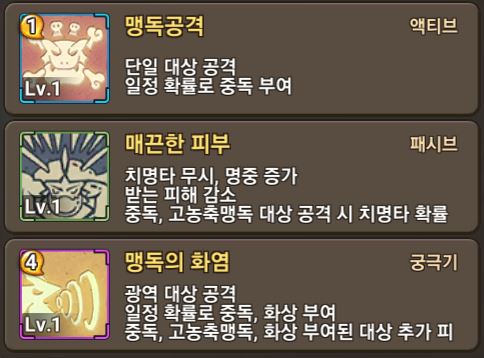 1
맹독공격
액티브
단일 대상 공격
일정 확률로 중독 부여
Lv.1
매끈한 피부
패시브
치명타 무시, 명중 증가
받는 피해 감소
중독, 고농축맹독 대상 공격 시 치명타 확률
Lv.1
4
맹독의 화염
궁극기
광역 대상 공격
일정 확률로 중독, 화상 부여
중독, 고농축맹독, 화상 부여된 대상 추가 피
Lv.1